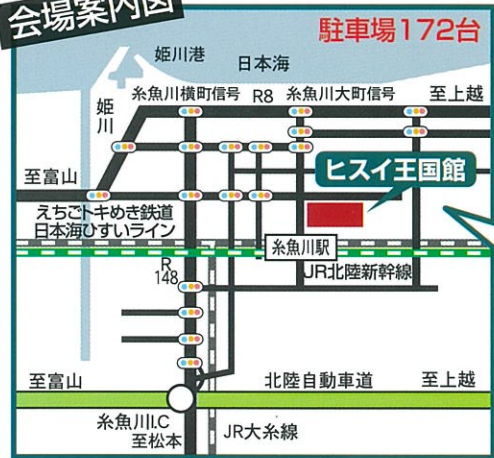 会場案内図
駐車場172台
姫川港
日本海
姫川
糸魚川横町信号
R8
糸魚川大町信号
至上越
至富山
ヒスイ王国館
えちごトキめき鉄道
日本海ひすいライン
糸魚川駅
R
148
JR北陸新幹線
至富山
北陸自動車道
至上越
糸魚川I.C
至松本
JR大糸線